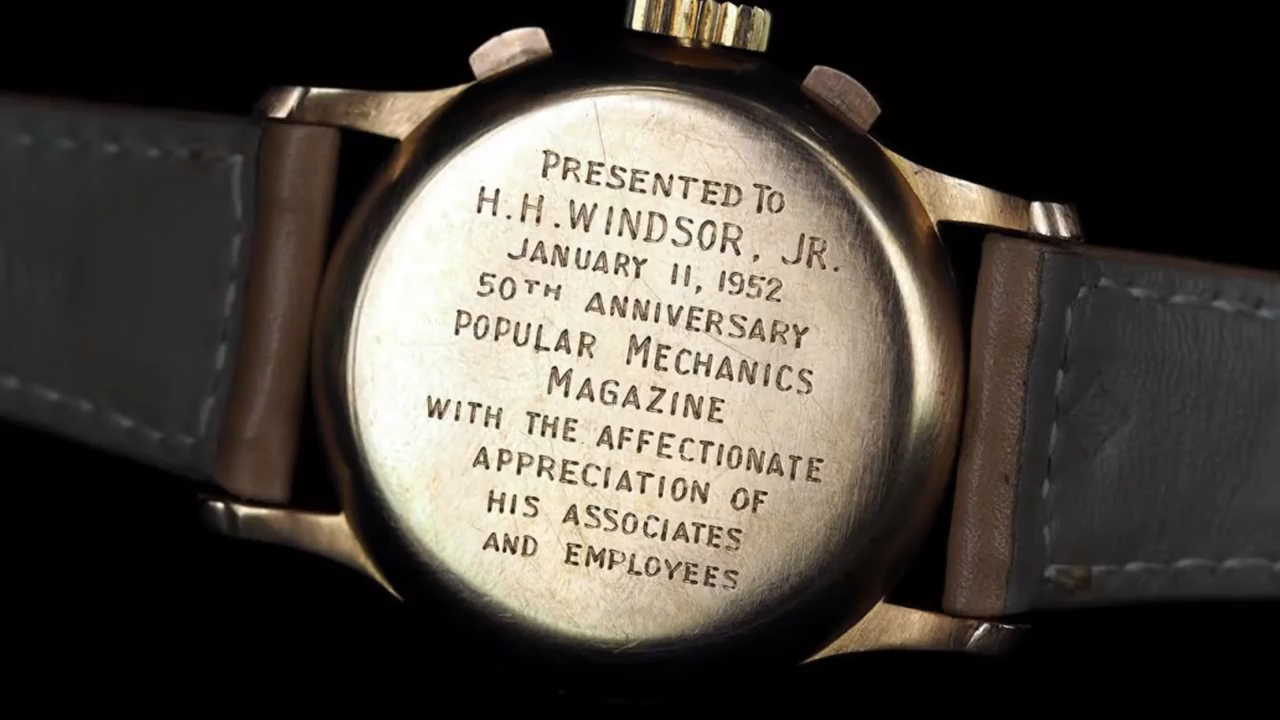 PRESENTED TO
H.H.WINDSOR, JR.
JANUARY 11, 1952
50TH ANNIVERSARY
POPULAR MECHANICS
MAGAZINE
WITH THE AFFECTIONATE
APPRECIATION OF
HIS ASSOCIATES
AND EMPLOYEES